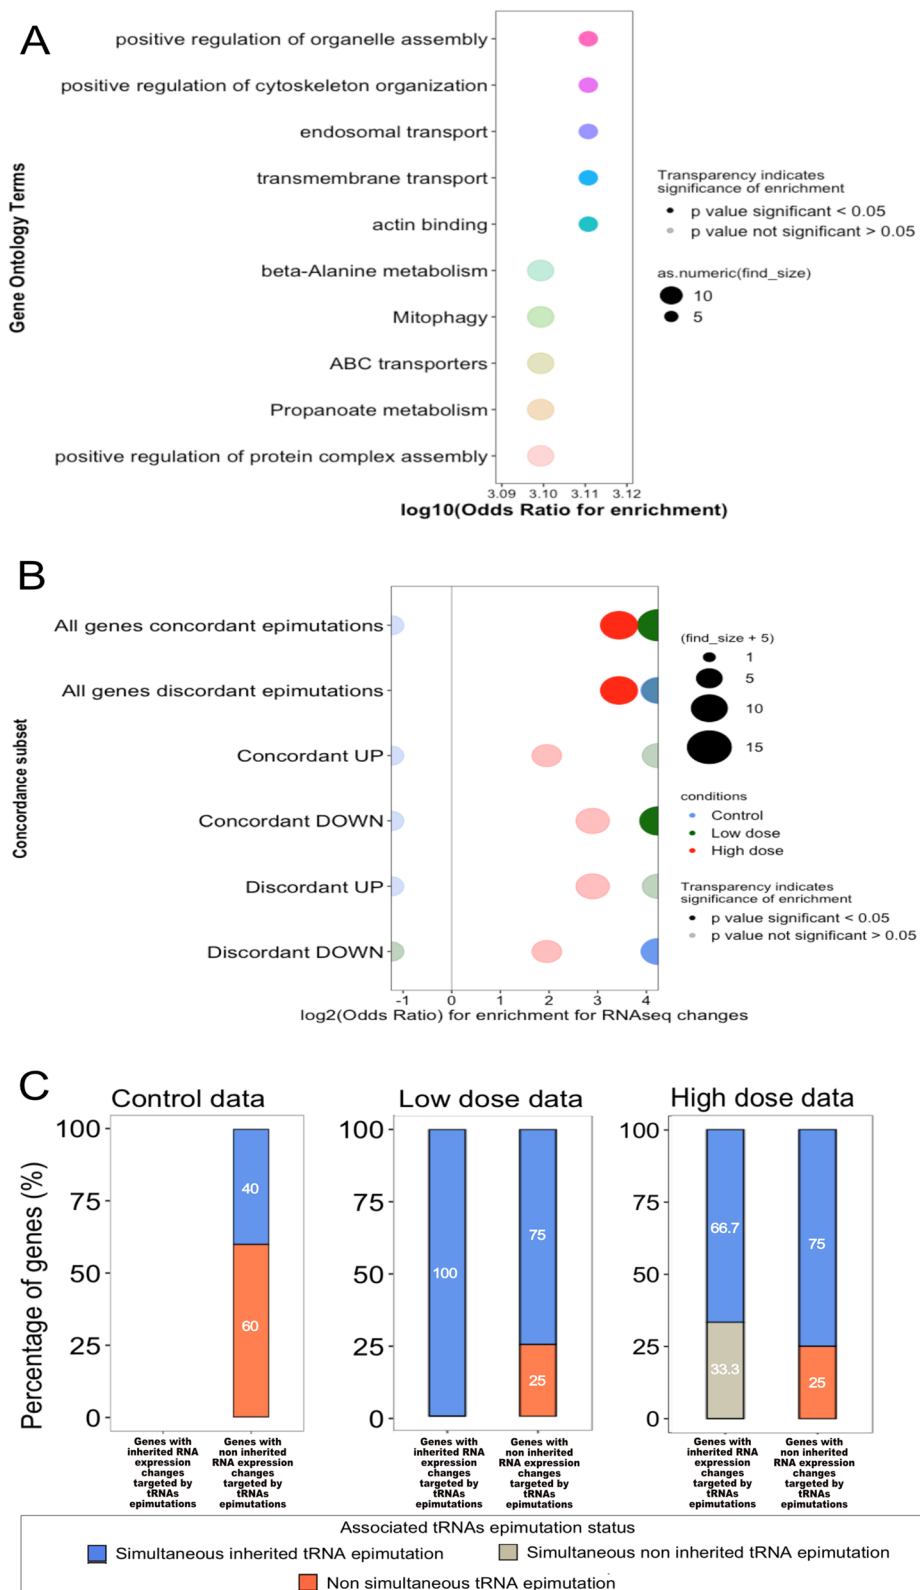 A
Gene Ontology Terms
positive regulation of organelle assembly
positive regulation of cytoskeleton organization
endosomal transport
transmembrane transport
actin binding
beta-Alanine metabolism
Mitophagy
ABC transporters
Propanoate metabolism
positive regulation of protein complex assembly
3.09 3.10 3.11 3.12
log10(Odds Ratio for enrichment)
Transparency indicates
significance of enrichment
p value significant < 0.05
p value not significant > 0.05
as.numeric(find_size)
10
5
B
Concordance subset
All genes concordant epimutations
All genes discordant epimutations
Concordant UP
Concordant DOWN
Discordant UP
Discordant DOWN
-1 0 1 2 3 4
log2(Odds Ratio) for enrichment for RNAseq changes
(find_size + 5)
1
5
10
15
conditions
Control
Low dose
High dose
Transparency indicates
significance of enrichment
p value significant < 0.05
p value not significant > 0.05
C
Percentage of genes (%)
Control data
100
75
50
25
0
40
60
Genes with
inherited RNA
expression
changes
targeted by
tRNAs
epimutations
Genes with
non inherited
RNA expression
changes
targeted by
tRNAs
epimutations
Low dose data
100
75
50
25
0
100
75
25
Genes with
inherited RNA
expression
changes
targeted by
tRNAs
epimutations
Genes with
non inherited
RNA expression
changes
targeted by
tRNAs
epimutations
High dose data
100
75
50
25
0
66.7
33.3
75
25
Genes with
inherited RNA
expression
changes
targeted by
tRNAs
epimutations
Genes with
non inherited RNA
expression
changes
targeted by
tRNAs
epimutations
Associated tRNAs epimutation status
Simultaneous inherited tRNA epimutation
Simultaneous non inherited tRNA epimutation
Non simultaneous tRNA epimutation